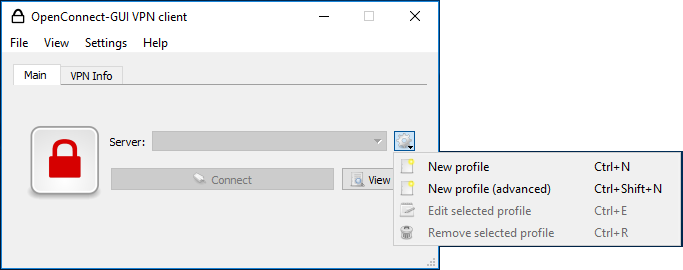 OpenConnect-GUI VPN client
File View Settings Help
Main VPN Info
Server:
Connect View
New profile Ctrl+N
New profile (advanced) Ctrl+Shift+N
Edit selected profile Ctrl+E
Remove selected profile Ctrl+R